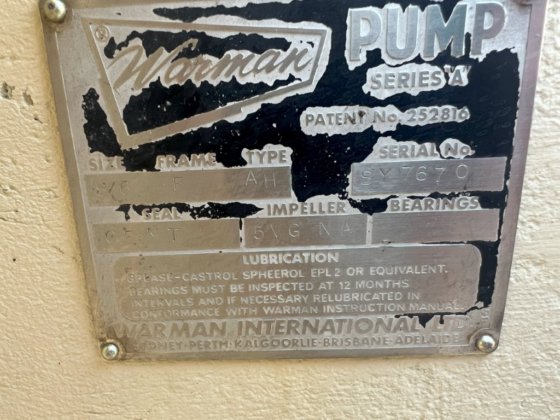 Warman ® PUMP
SERIES 'A'
PATENT No. 252816
SIZE FRAME TYPE SERIAL No.
F AH 7670
SEAL IMPELLER BEARINGS
LUBRICATION
GREASE-CASTROL SPHEEROL EPL2 OR EQUIVALENT.
BEARINGS MUST BE INSPECTED AT 12 MONTHS
INTERVALS AND IF NECESSARY RELUBRICATED IN
CONFORMANCE WITH WARMAN INSTRUCTION MANUAL
WARMAN INTERNATIONAL LTD.
SYDNEY-PERTH-KALGOORLIE-BRISBANE-ADELAIDE